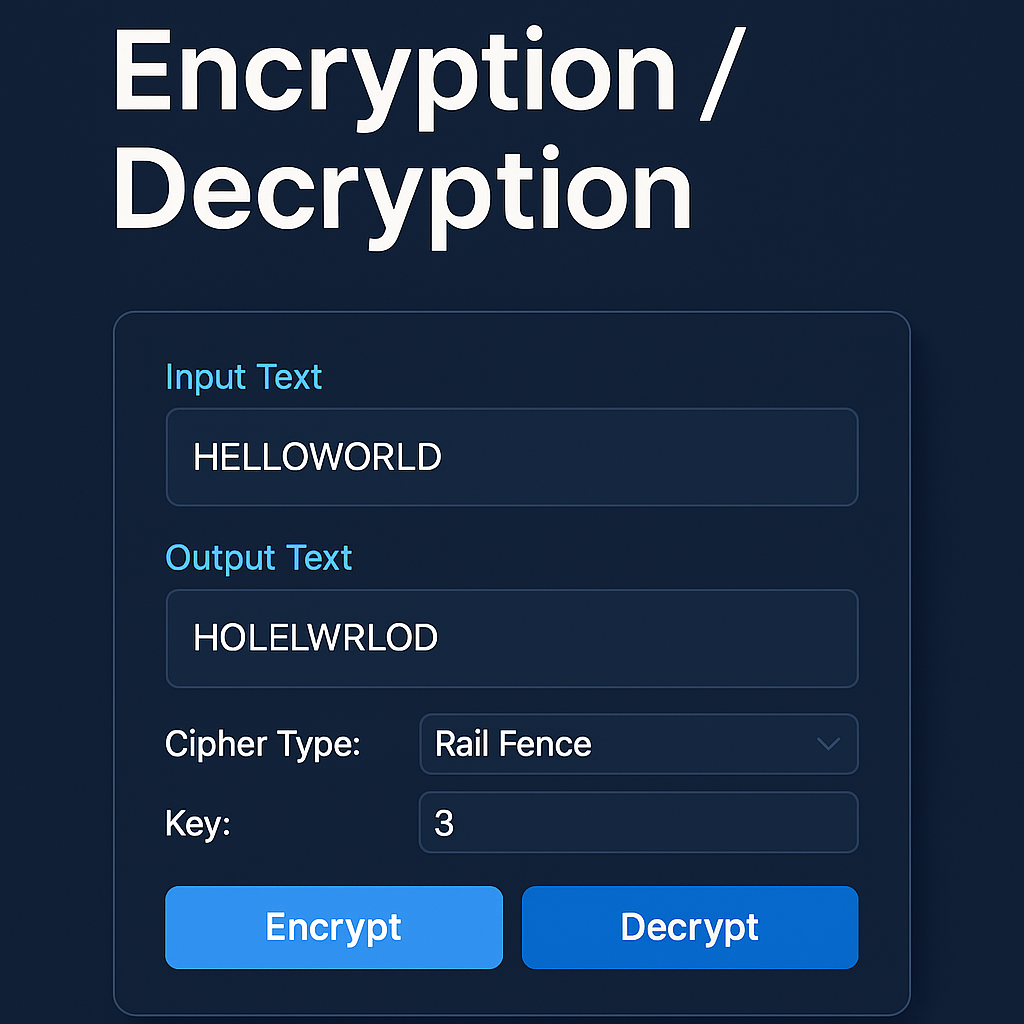 Encryption /
Decryption
Input Text
HELLOWORLD
Output Text
HOLELWRLOD
Cipher Type: Rail Fence
Key: 3
Encrypt Decrypt